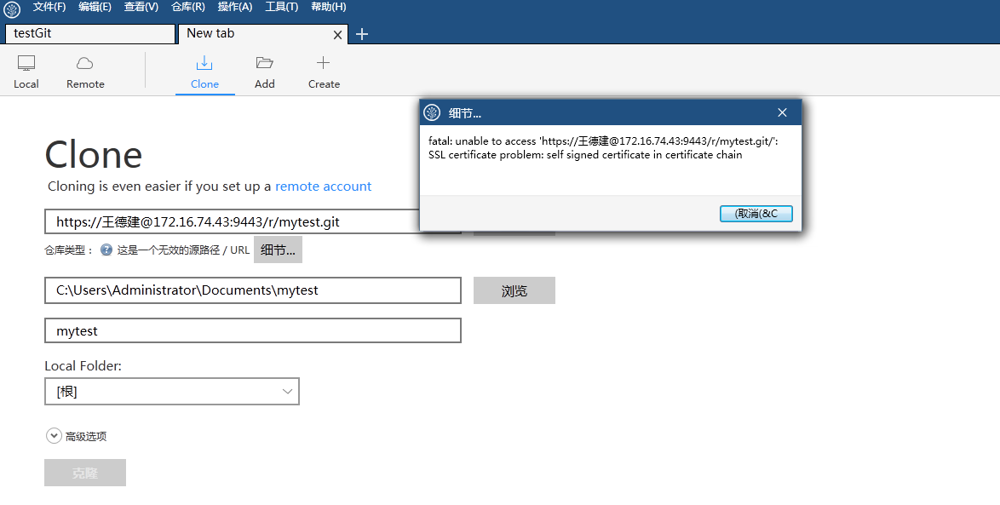 文件(F) 编辑(E) 查看(V) 仓库(R) 操作(A) 工具(T) 帮助(H)
testGit New tab
Local Remote Clone Add Create
细节...
fatal: unable to access 'https://王德建@172.16.74.43:9443/r/mytest.git/':
SSL certificate problem: self signed certificate in certificate chain
(取消(&C
Clone
Cloning is even easier if you set up a remote account
https://王德建@172.16.74.43:9443/r/mytest.git
仓库类型： 这是一个无效的源路径 / URL 细节...
C:\Users\Administrator\Documents\mytest 浏览
mytest
Local Folder:
[根]
高级选项
克隆